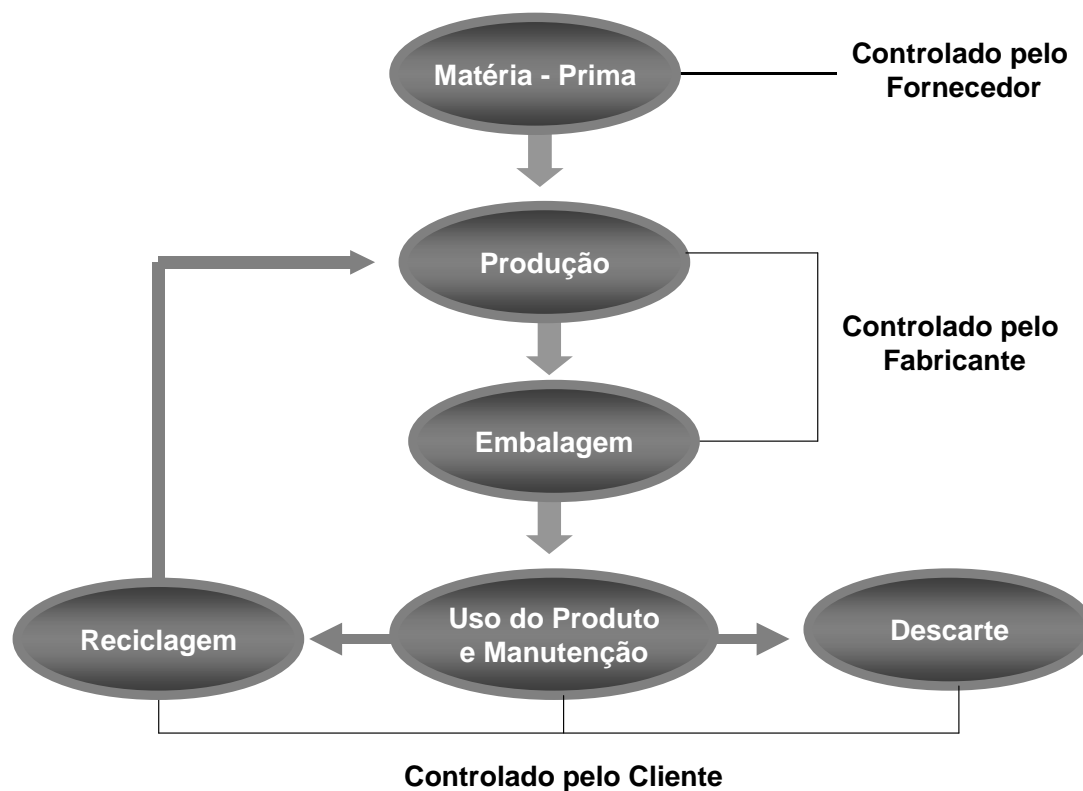 Matéria - Prima
Controlado pelo
Fornecedor
Produção
Controlado pelo
Fabricante
Embalagem
Reciclagem
Uso do Produto
e Manutenção
Descarte
Controlado pelo Cliente